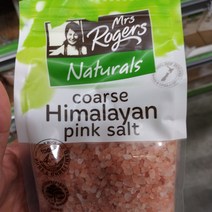 Mrs
Rogers
Naturals
coarse
Himalayan
pink salt